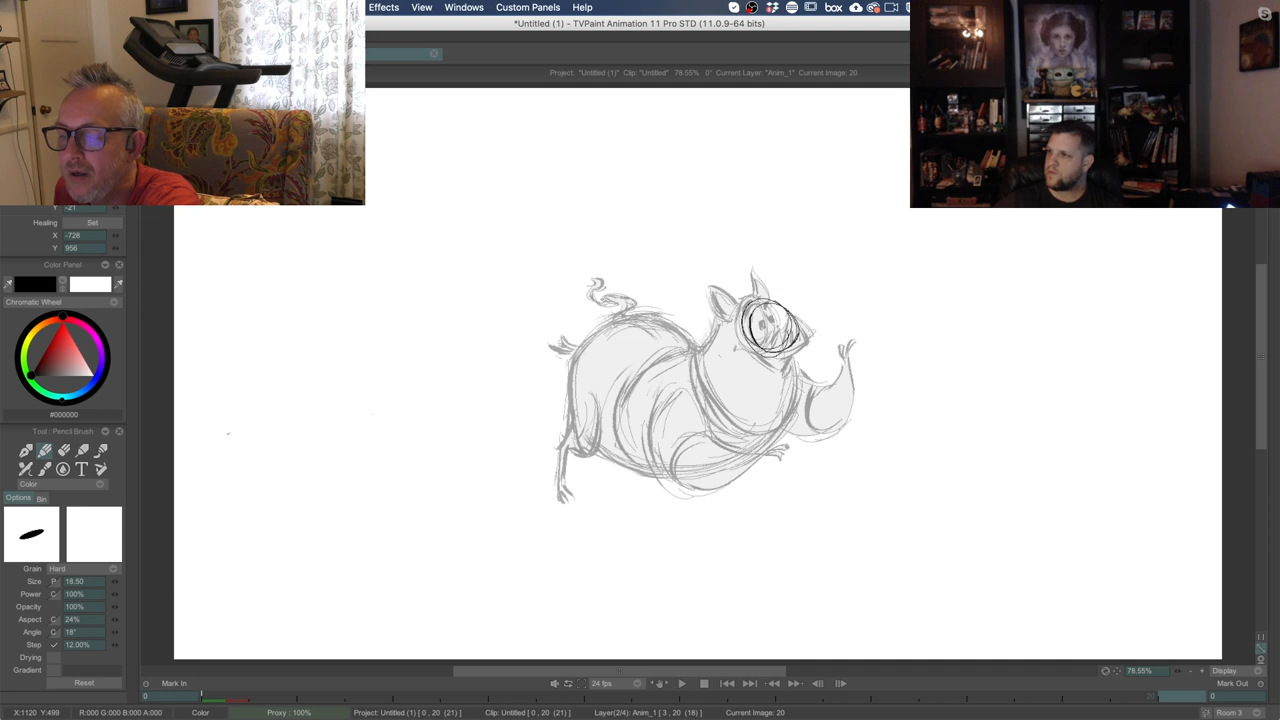 Effects View Windows Custom Panels Help
box
*Untitled (1) - TVPaint Animation 11 Pro STD (11.0.9-64 bits)
Project: "Untitled (1)" Clip: "Untitled" 78.55% 0° Current Layer: "Anim_1" Current Image: 20
Y -21
Healing Set
X -728
Y 956
Color Panel
Chromatic Wheel
#000000
Tool : Pencil Brush
Color
Options Bin
Grain Hard
Size P 18.50
Power C 100%
Opacity 100%
Aspect C 24%
Angle C 18°
Step 12.00%
Drying
Gradient
Reset
78.55% Display
Mark In 24 fps Mark Out
0 0
X:1120 Y:499 R:000 G:000 B:000 A:000 Color Proxy : 100% Project: Untitled (1) [ 0 , 20 (21) ] Clip: Untitled [ 0 , 20 (21) ] Layer(2/4): Anim_1 [ 3 , 20 (18) ] Current Image: 20 Room 3